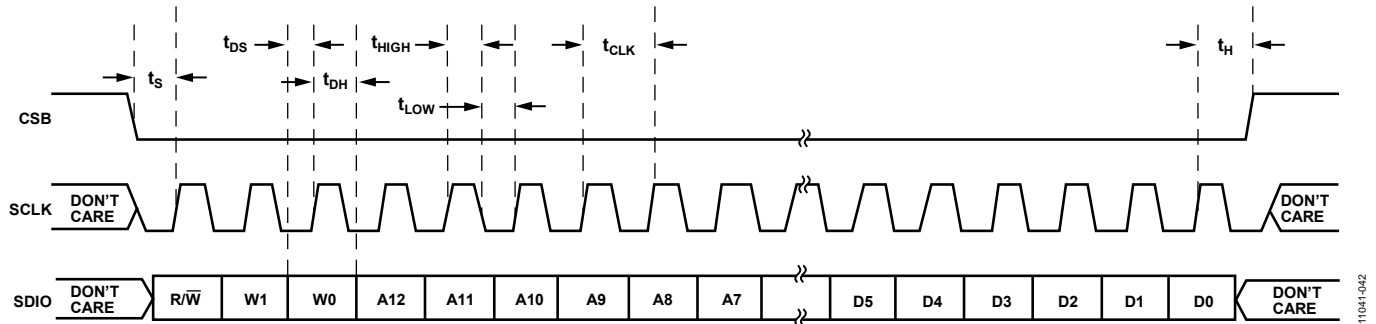 tDS
tHIGH
tCLK
tH
tS
tDH
tLOW
CSB
SCLK
DON'T
CARE
DON'T
CARE
SDIO
DON'T
CARE
R/W̅
W1
W0
A12
A11
A10
A9
A8
A7
D5
D4
D3
D2
D1
D0
DON'T
CARE
11041-042